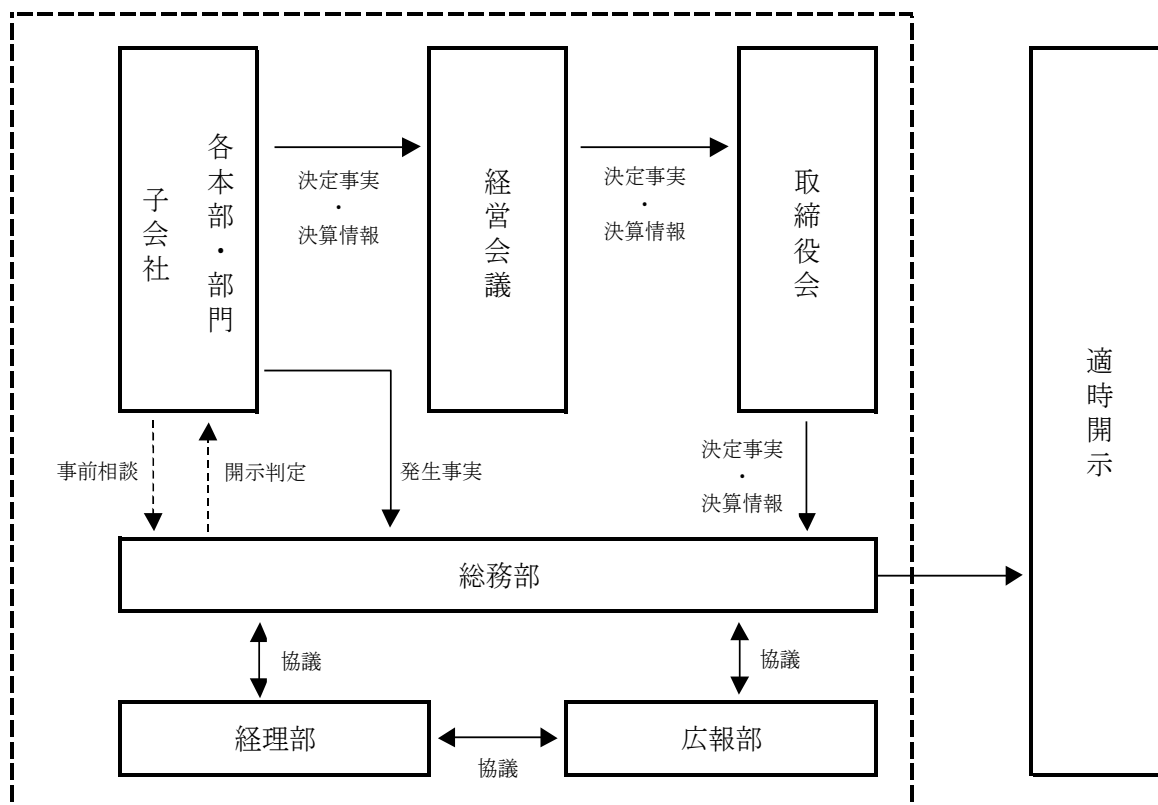 各本部・部門
子会社
決定事実
・
決算情報
経営会議
決定事実
・
決算情報
取締役会
適時開示
事前相談
開示判定
発生事実
決定事実
・
決算情報
総務部
協議
協議
経理部
協議
広報部